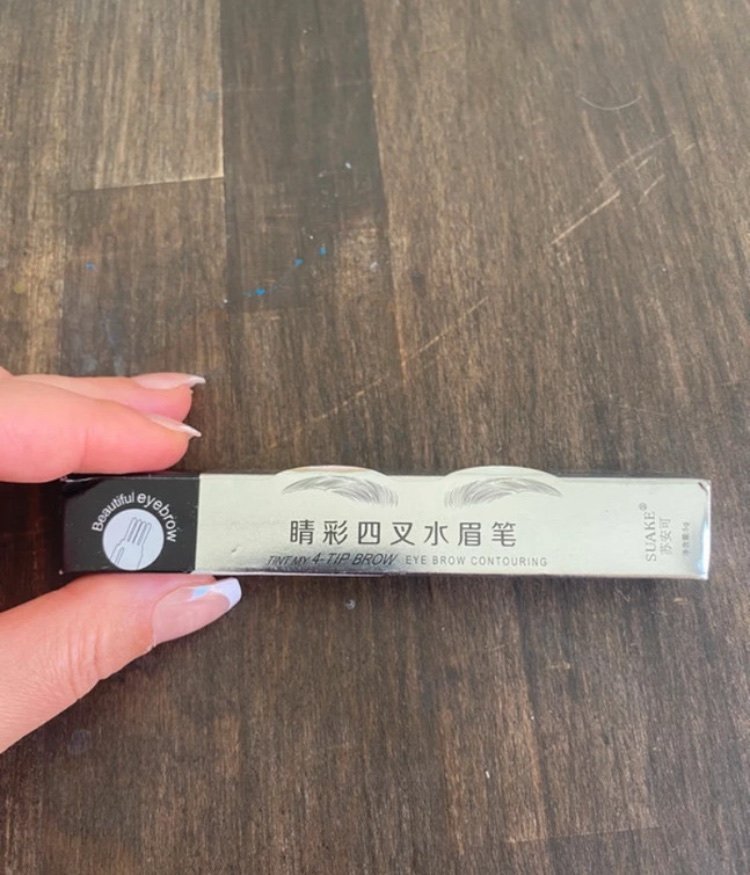 Beautiful eyebrow
睛彩四叉水眉笔
TINT MY 4-TIP BROW EYE BROW CONTOURING
SUAKE®
苏安可